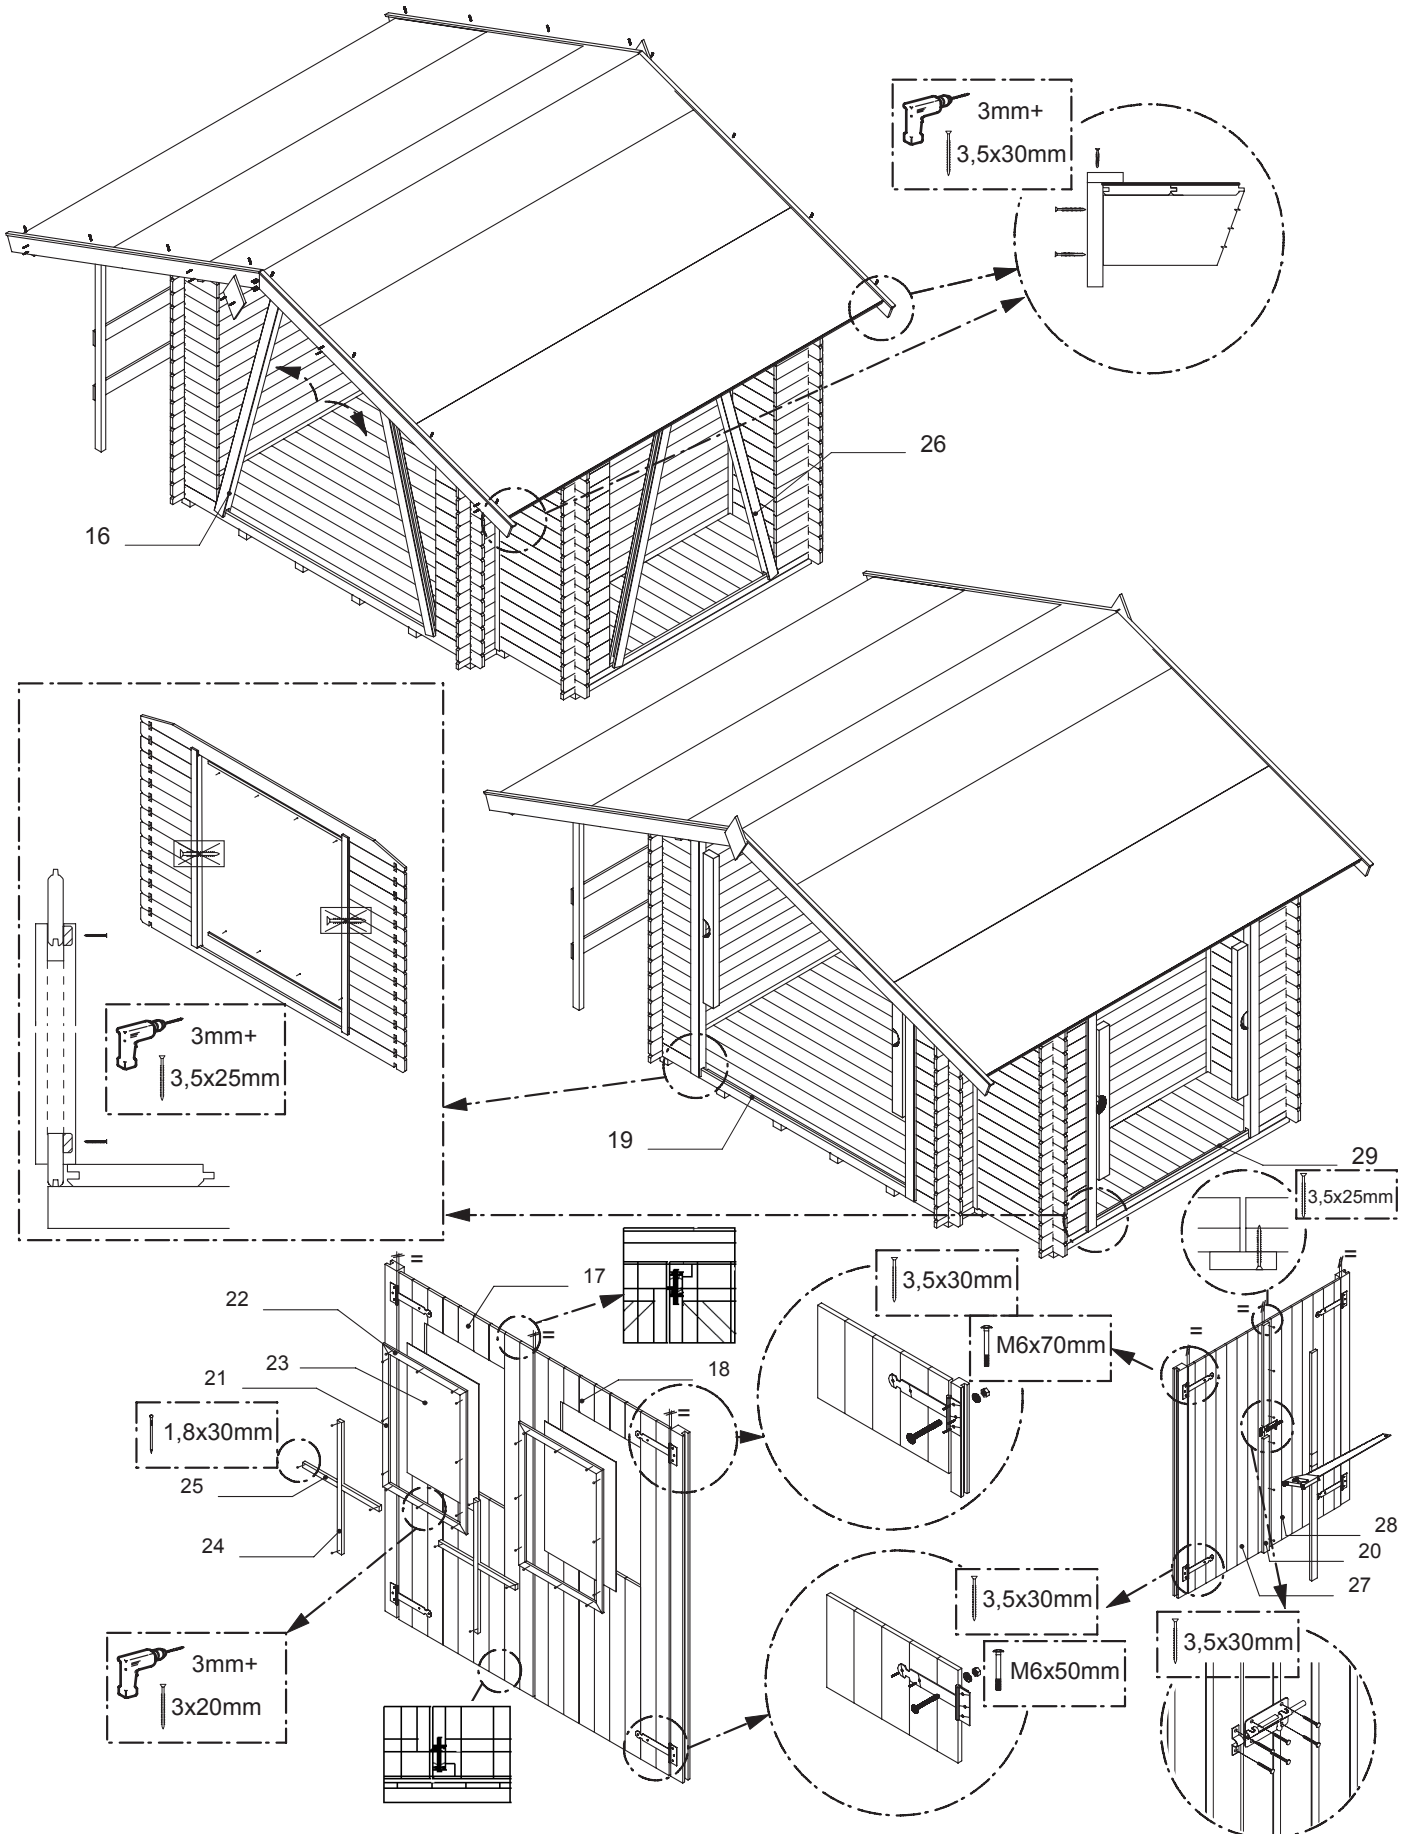 3mm+
3,5x30mm
26
16
3mm+
3,5x25mm
19
29
3,5x25mm
=
17
22
=
3,5x30mm
=
=
=
M6x70mm
23
21
18
=
1,8x30mm
25
24
28
20
27
3,5x30mm
3mm+
3x20mm
M6x50mm
3,5x30mm